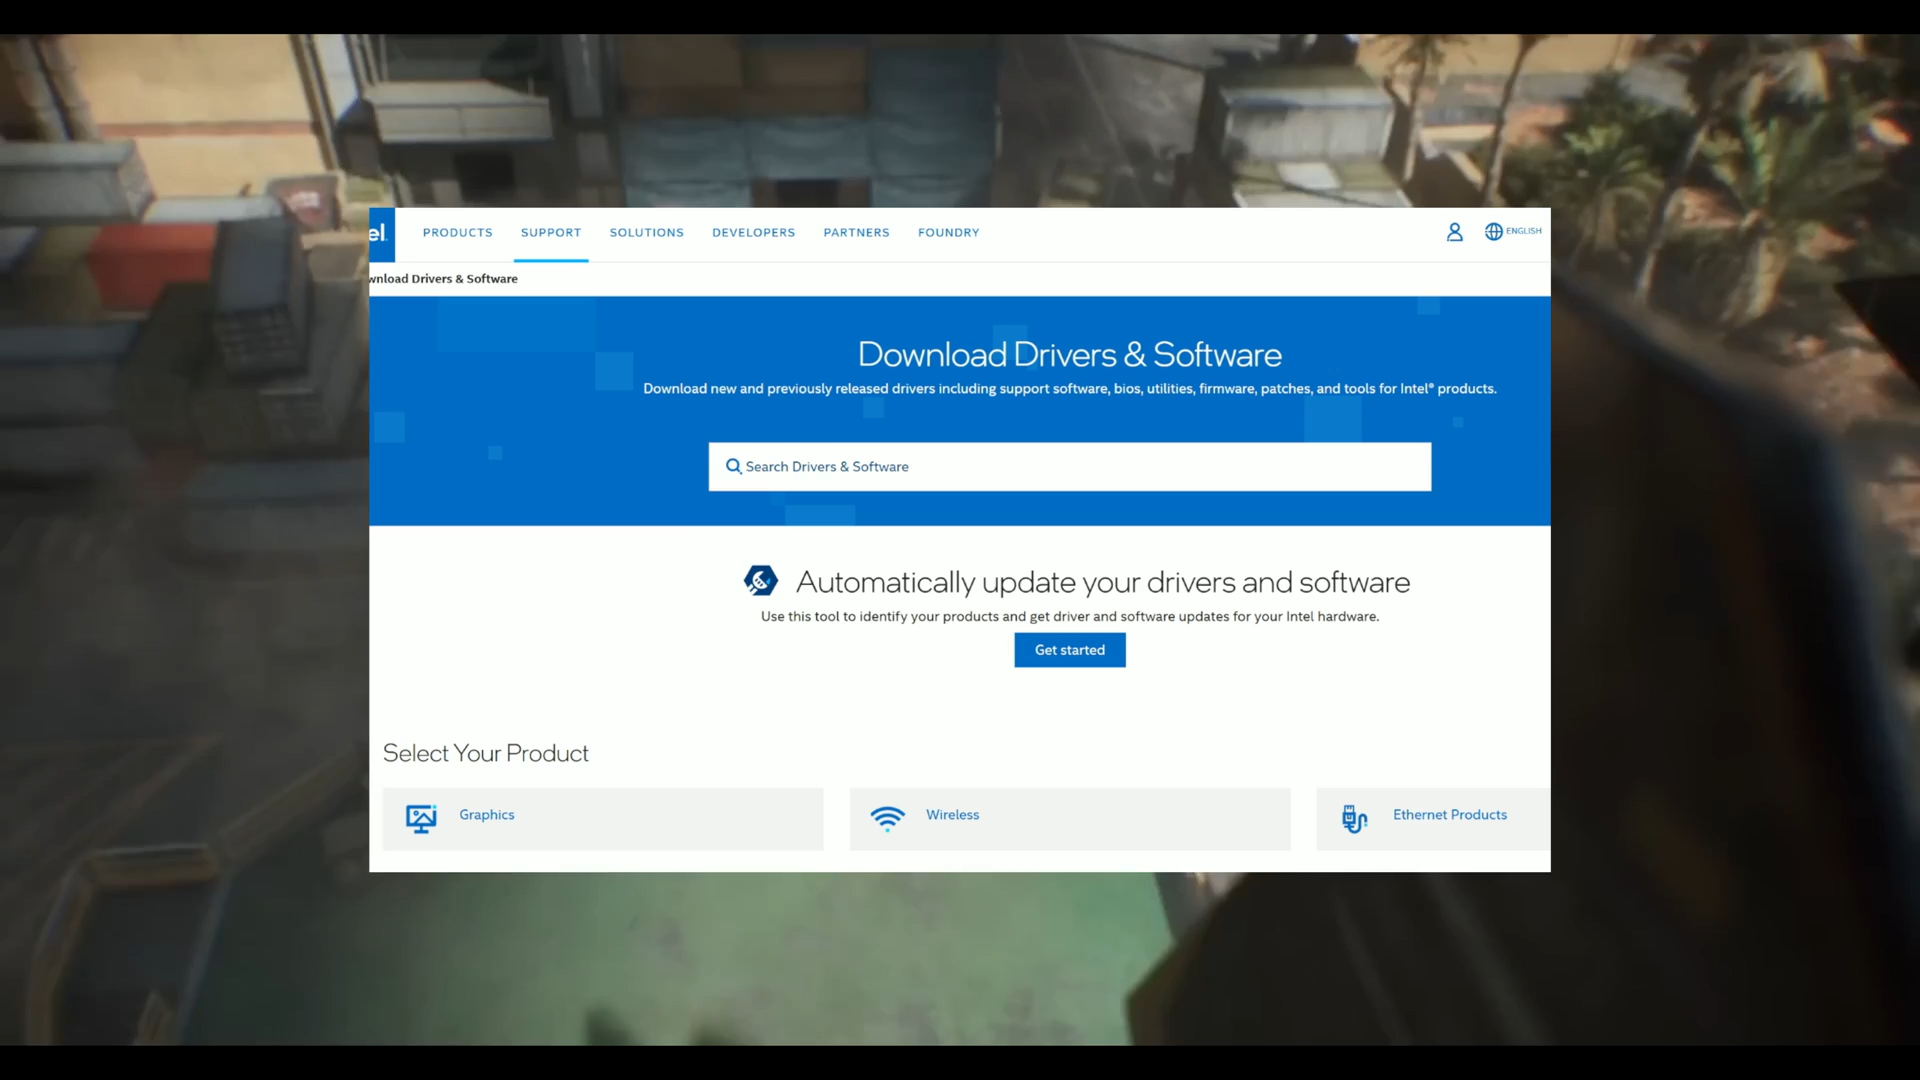 el.
PRODUCTS
SUPPORT
SOLUTIONS
DEVELOPERS
PARTNERS
FOUNDRY
ENGLISH
wnload Drivers & Software
Download Drivers & Software
Download new and previously released drivers including support software, bios, utilities, firmware, patches, and tools for Intel® products.
Search Drivers & Software
Automatically update your drivers and software
Use this tool to identify your products and get driver and software updates for your Intel hardware.
Get started
Select Your Product
Graphics
Wireless
Ethernet Products